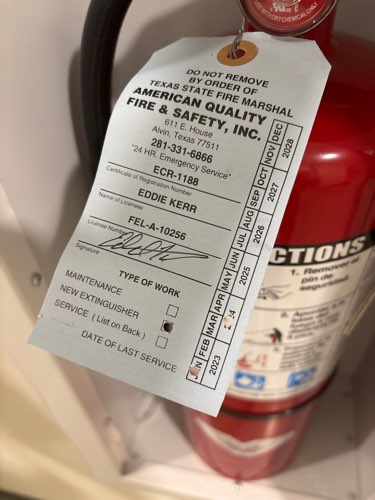 DO NOT REMOVE
BY ORDER OF
TEXAS STATE FIRE MARSHAL
AMERICAN QUALITY
FIRE & SAFETY, INC.
611 E. House
Alvin, Texas 77511
281-331-6866
"24 HR. Emergency Service"
ECR-1188
Certificate of Registration Number
EDDIE KERR
Name of Licensee
FEL-A-10256
License Number
Signature
TYPE OF WORK
MAINTENANCE
NEW EXTINGUISHER
SERVICE (List on Back)
DATE OF LAST SERVICE
JAN FEB MAR APR MAY JUN JUL AUG SEP OCT NOV DEC
2023 2025 2026 2027 2028
CTIONS
1. Remover el
pin de
seguridad.
2.
3.